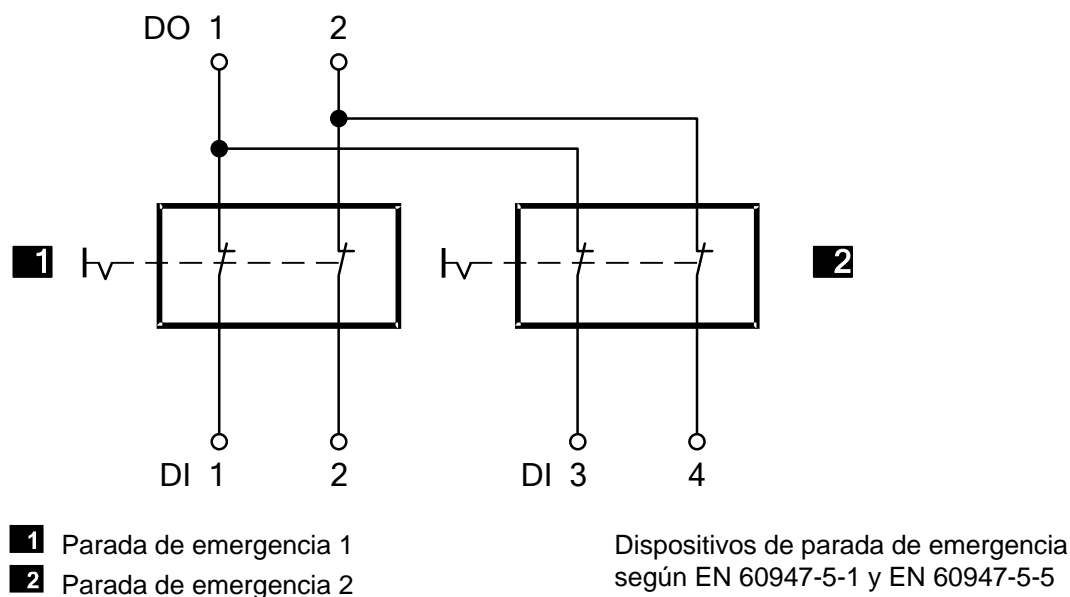 DO 1 2
1 2
DI 1 2 DI 3 4
1 Parada de emergencia 1
2 Parada de emergencia 2
Dispositivos de parada de emergencia
según EN 60947-5-1 y EN 60947-5-5